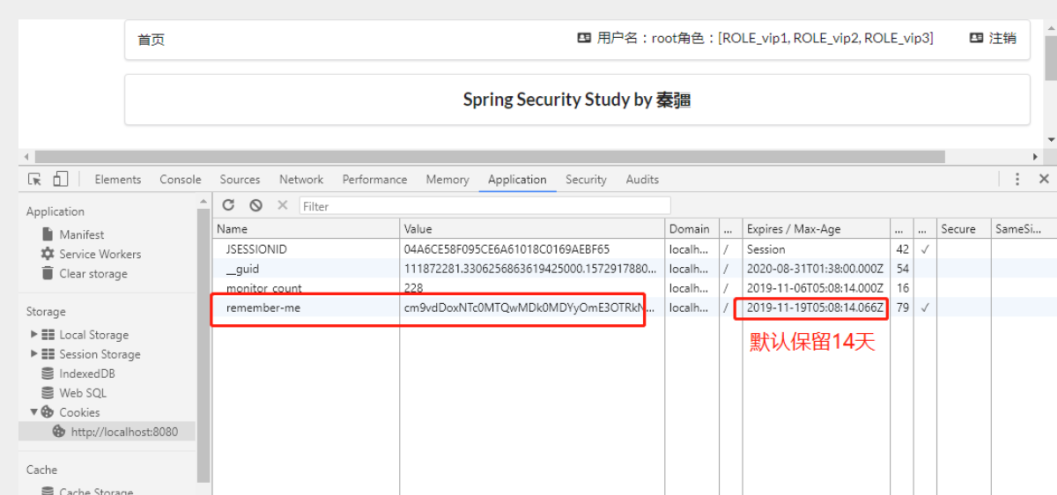 首页 用户名：root角色：[ROLE_vip1, ROLE_vip2, ROLE_vip3] 注销
Spring Security Study by 秦疆
Elements Console Sources Network Performance Memory Application Security Audits
Application
Manifest
Service Workers
Clear storage
Storage
Local Storage
Session Storage
IndexedDB
Web SQL
Cookies
http://localhost:8080
Cache
Cache Storage
Filter
Name Value Domain ... Expires / Max-Age ... ... Secure SameSi...
JSESSIONID 04A6CE58F095CE6A61018C0169AEBF65 localh... / Session 42 ✓
__guid 111872281.3306256863619425000.1572917880... localh... / 2020-08-31T01:38:00.000Z 54
monitor_count 228 localh... / 2019-11-06T05:08:14.000Z 16
remember-me cm9vdDoxNTc0MTQwMDk0MDYyOmE3OTRkN... localh... / 2019-11-19T05:08:14.066Z 79 ✓
默认保留14天